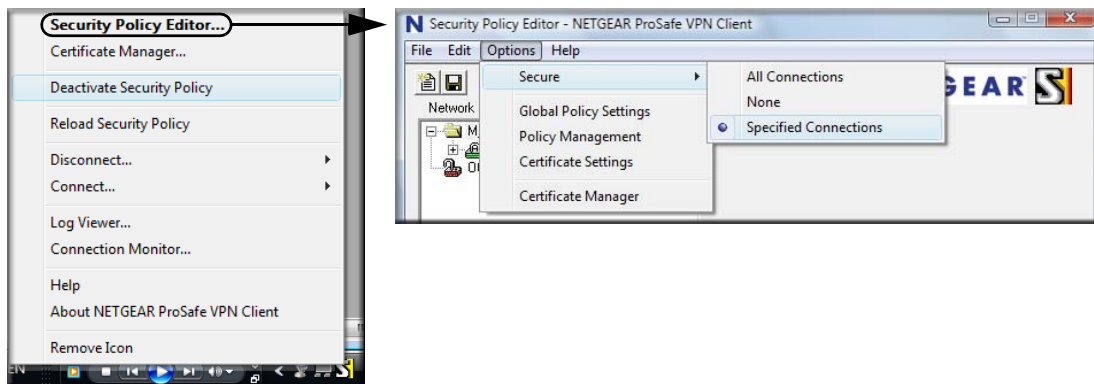 Security Policy Editor...
Certificate Manager...
Deactivate Security Policy
Reload Security Policy
Disconnect...
Connect...
Log Viewer...
Connection Monitor...
Help
About NETGEAR ProSafe VPN Client
Remove Icon
EN
N Security Policy Editor - NETGEAR ProSafe VPN Client
File Edit Options Help
Network
M
Secure
Global Policy Settings
Policy Management
Certificate Settings
Certificate Manager
All Connections
None
Specified Connections
GEAR S